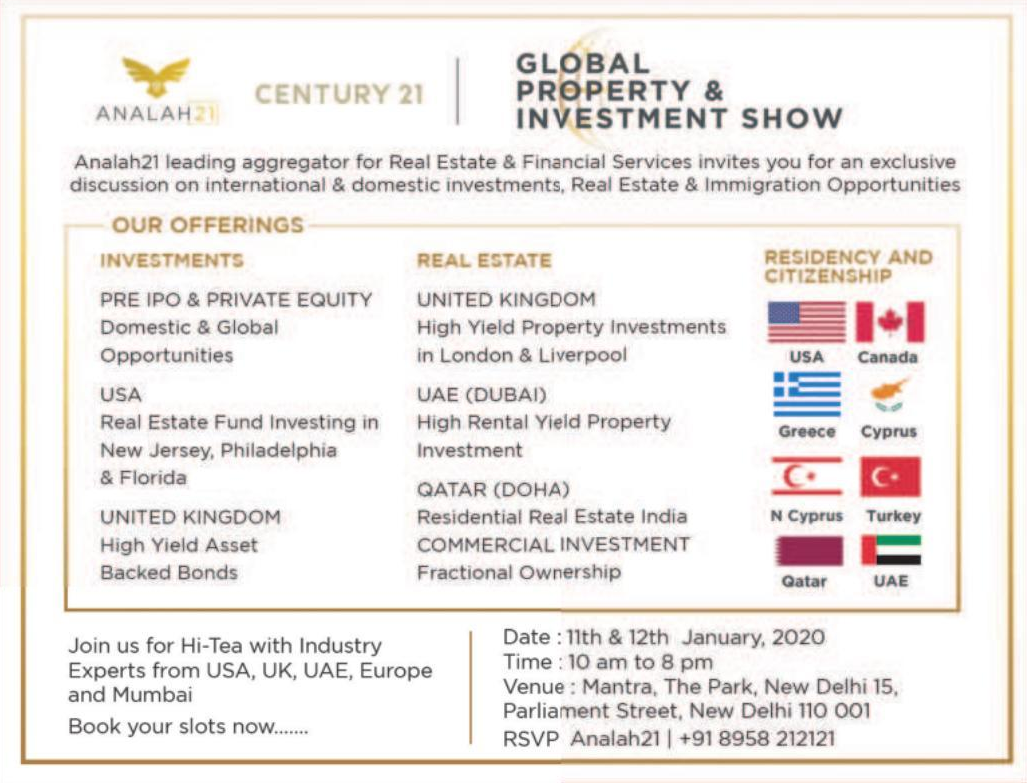 ANALAH21
CENTURY 21
GLOBAL
PROPERTY &
INVESTMENT SHOW
Analah21 leading aggregator for Real Estate & Financial Services invites you for an exclusive
discussion on international & domestic investments, Real Estate & Immigration Opportunities
OUR OFFERINGS
INVESTMENTS
PRE IPO & PRIVATE EQUITY
Domestic & Global
Opportunities
USA
Real Estate Fund Investing in
New Jersey, Philadelphia
& Florida
UNITED KINGDOM
High Yield Asset
Backed Bonds
REAL ESTATE
UNITED KINGDOM
High Yield Property Investments
in London & Liverpool
UAE (DUBAI)
High Rental Yield Property
Investment
QATAR (DOHA)
Residential Real Estate India
COMMERCIAL INVESTMENT
Fractional Ownership
RESIDENCY AND
CITIZENSHIP
USA Canada
Greece Cyprus
N Cyprus Turkey
Qatar UAE
Join us for Hi-Tea with Industry
Experts from USA, UK, UAE, Europe
and Mumbai
Book your slots now.......
Date : 11th & 12th January, 2020
Time : 10 am to 8 pm
Venue : Mantra, The Park, New Delhi 15,
Parliament Street, New Delhi 110 001
RSVP Analah21 | +91 8958 212121